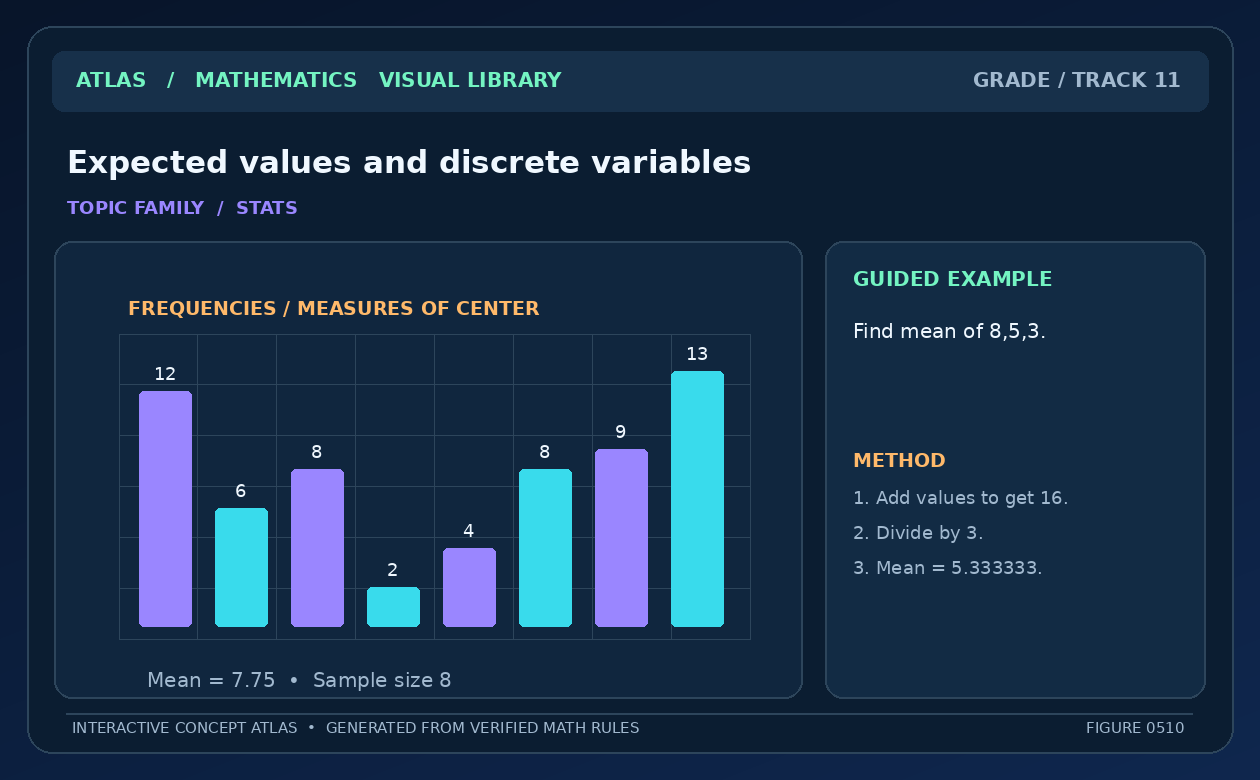 ATLAS / MATHEMATICS VISUAL LIBRARY
GRADE / TRACK 11
Expected values and discrete variables
TOPIC FAMILY / STATS
FREQUENCIES / MEASURES OF CENTER
12
6
8
2
4
8
9
13
Mean = 7.75 • Sample size 8
GUIDED EXAMPLE
Find mean of 8,5,3.
METHOD
1. Add values to get 16.
2. Divide by 3.
3. Mean = 5.333333.
INTERACTIVE CONCEPT ATLAS • GENERATED FROM VERIFIED MATH RULES
FIGURE 0510